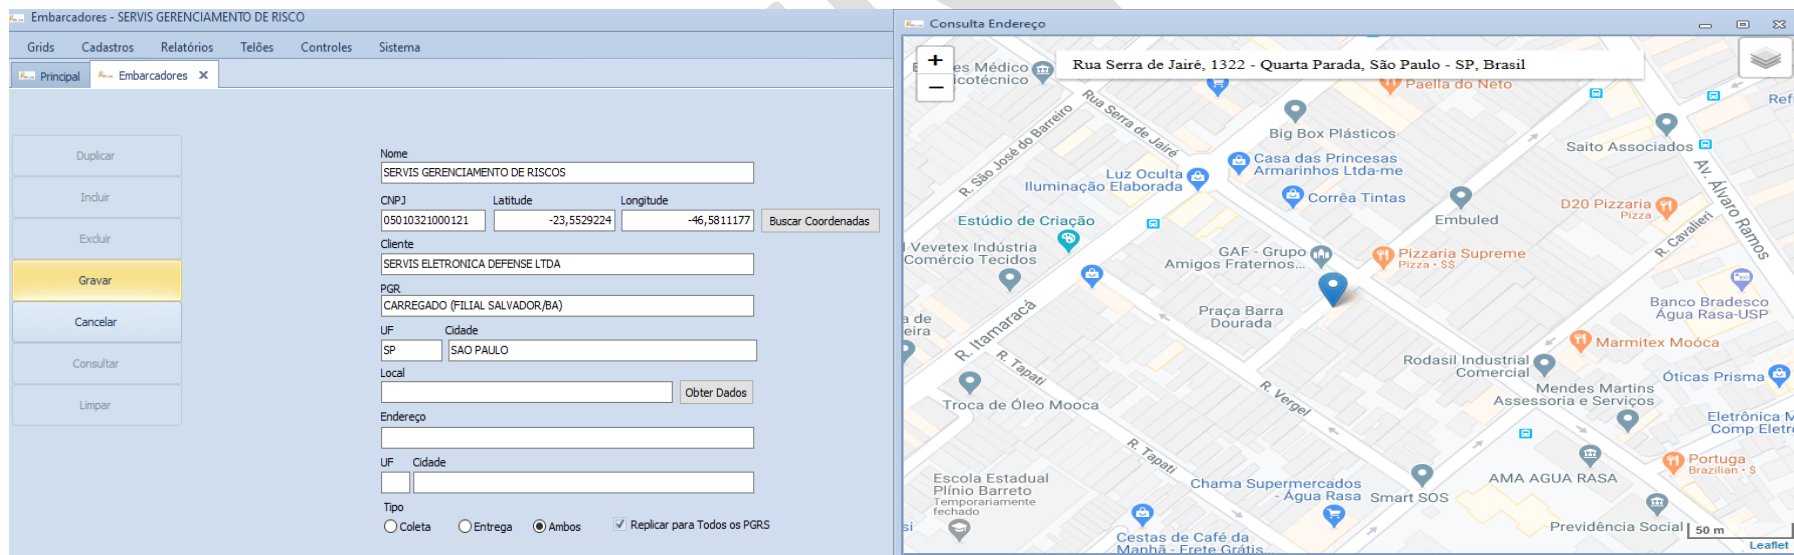 Embarcadores - SERVIS GERENCIAMENTO DE RISCO
Grids Cadastros Relatórios Telões Controles Sistema
Principal Embarcadores X
Duplicar
Incluir
Excluir
Gravar
Cancelar
Consultar
Limpar
Nome
SERVIS GERENCIAMENTO DE RISCOS
CNPJ Latitude Longitude
05010321000121 -23,5529224 -46,5811177 Buscar Coordenadas
Cliente
SERVIS ELETRONICA DEFENSE LTDA
PGR
CARREGADO (FILIAL SALVADOR/BA)
UF Cidade
SP SAO PAULO
Local
Obter Dados
Endereço
UF Cidade
Tipo
Coleta Entrega Ambos Replicar para Todos os PGRS
Consulta Endereço
+
−
Rua Serra de Jairé, 1322 - Quarta Parada, São Paulo - SP, Brasil
es Médico
icotécnico
Paella do Neto
Ref
Rua Serra de Jairé
R. São José do Barreiro
Big Box Plásticos
Saito Associados
Casa das Princesas
Armarinhos Ltda-me
Luz Oculta
Iluminação Elaborada
Corrêa Tintas
Av. Álvaro Ramos
Estúdio de Criação
Embuled
D20 Pizzaria
Pizza
R. Cavalieri
Vevetex Indústria
Comércio Tecidos
GAF - Grupo
Amigos Fraternos...
Pizzaria Supreme
Pizza · $$
Banco Bradesco
Água Rasa-USP
Praça Barra
Dourada
a de
eira
R. Itamaracá
Marmitex Moóca
R. Tapati
Rodasil Industrial
Comercial
Óticas Prisma
R. Vergel
Mendes Martins
Assessoria e Serviços
Troca de Óleo Mooca
Eletrônica M
Comp Eletr
R. Tapati
Portuga
Brazilian · $
Escola Estadual
Plínio Barreto
Temporariamente
fechado
Chama Supermercados
- Água Rasa
Smart SOS
AMA AGUA RASA
si
Previdência Social
50 m
Cestas de Café da
Manhã - Frete Grátis
Leaflet